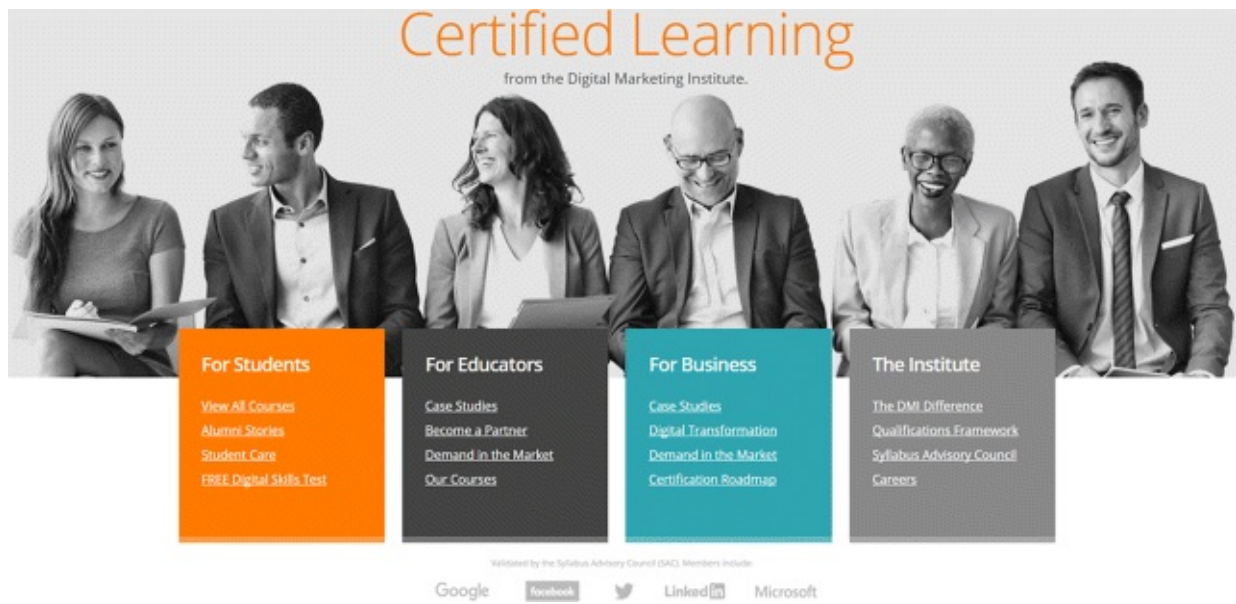 Certified Learning
from the Digital Marketing Institute.
For Students
View All Courses
Alumni Stories
Student Care
FREE Digital Skills Test
For Educators
Case Studies
Become a Partner
Demand in the Market
Our Courses
For Business
Case Studies
Digital Transformation
Demand in the Market
Certification Roadmap
The Institute
The DMI Difference
Qualifications Framework
Syllabus Advisory Council
Careers
Validated by the Syllabus Advisory Council (SAC). Members include:
Google facebook LinkedIn Microsoft